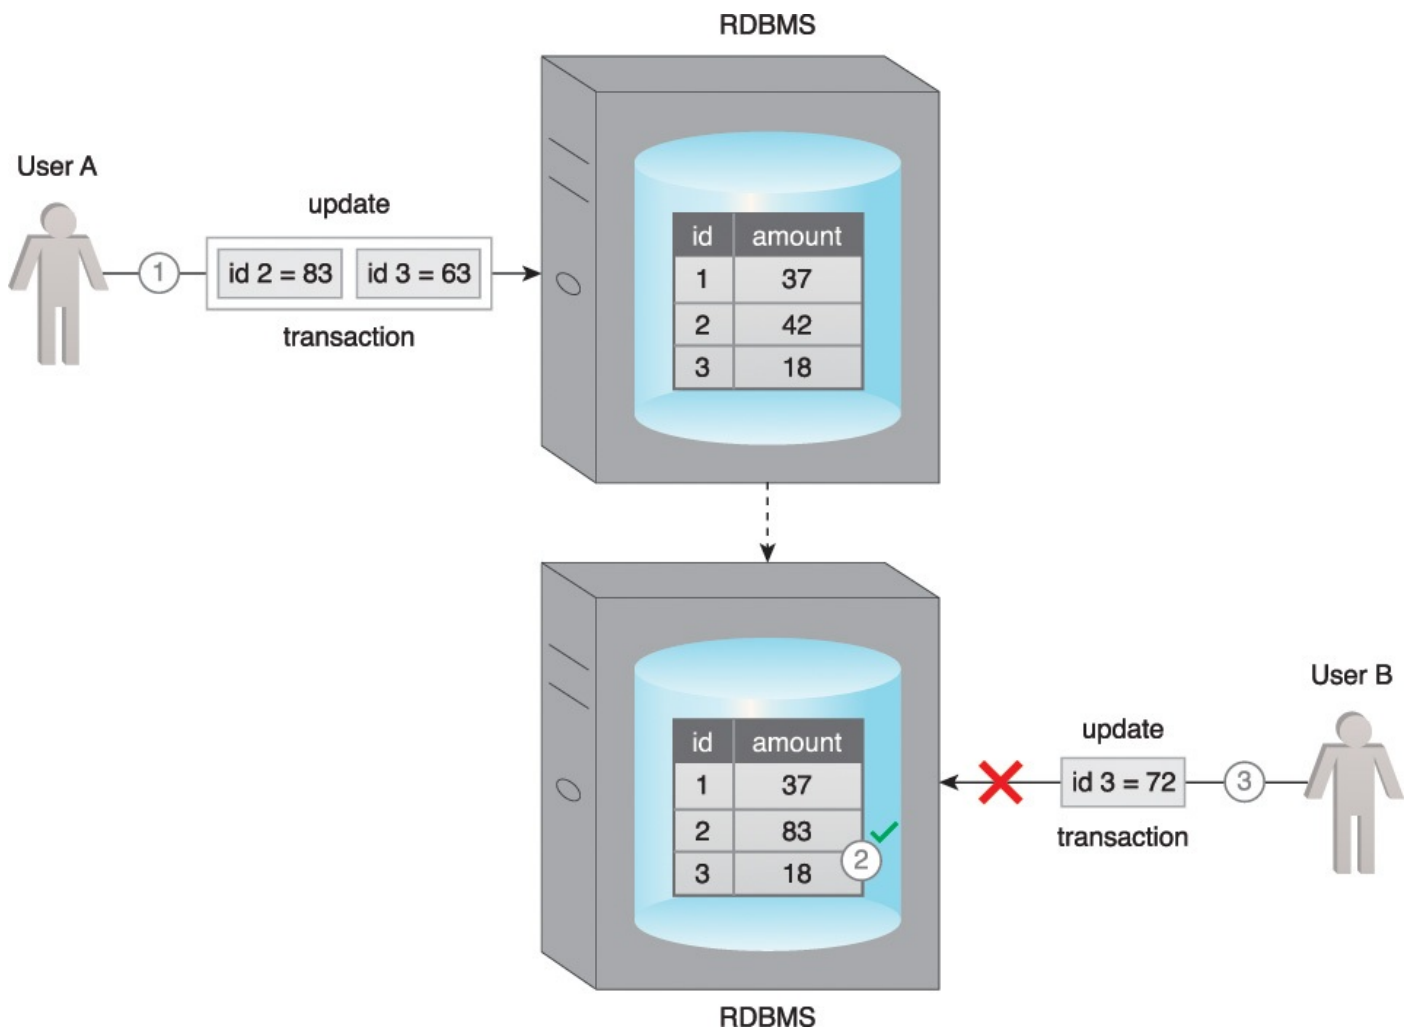 RDBMS
User A
update
1
id 2 = 83 id 3 = 63
transaction
id amount
1 37
2 42
3 18
User B
update
id 3 = 72
3
transaction
id amount
1 37
2 83
3 18
2
RDBMS